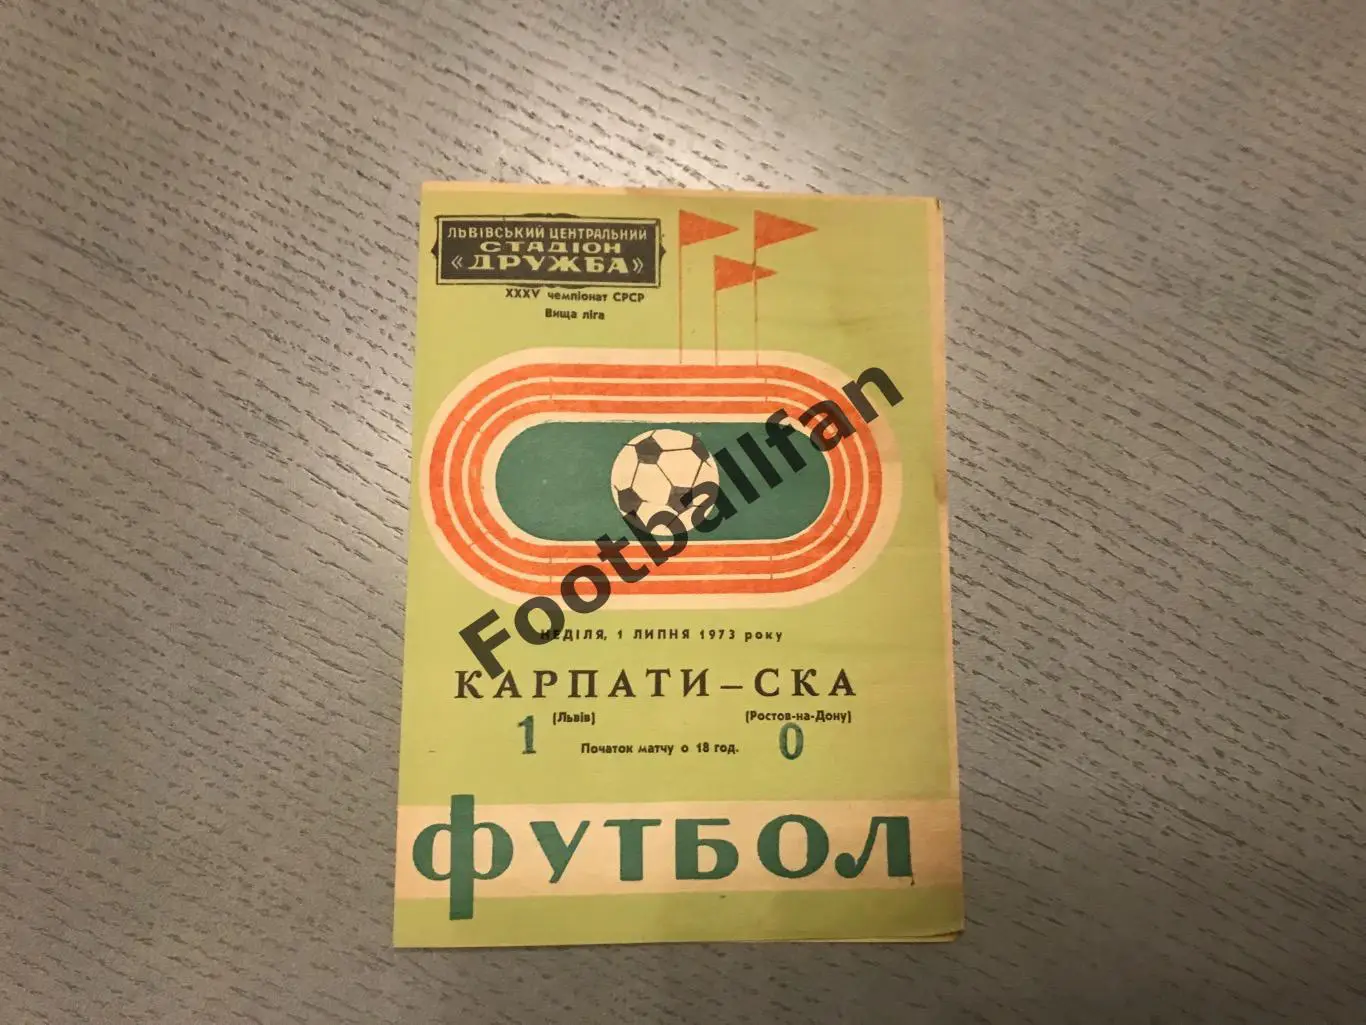 ЛЬВІВСЬКИЙ ЦЕНТРАЛЬНИЙ
СТАДІОН
«ДРУЖБА»
XXXV чемпіонат СРСР
Вища ліга
Footballfan
НЕДІЛЯ, 1 ЛИПНЯ 1973 року
КАРПАТИ – СКА
(Львів) (Ростов-на-Дону)
1 Початок матчу о 18 год. 0
ФУТБОЛ